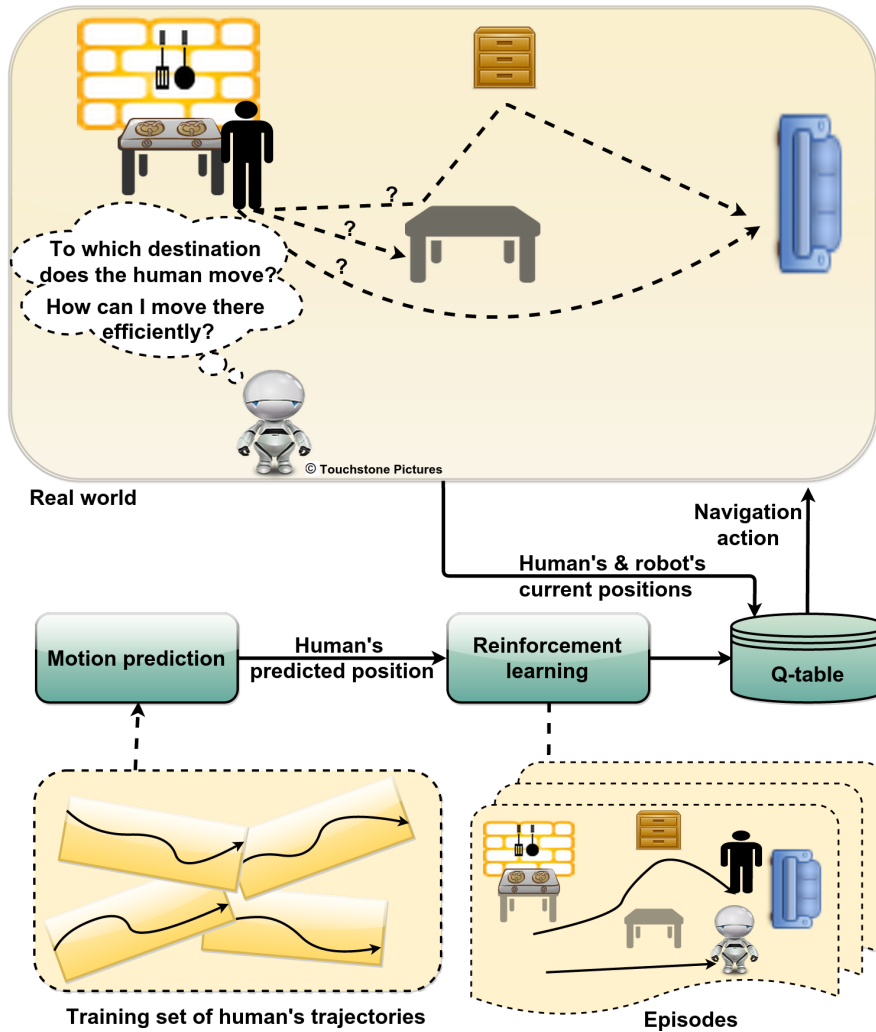 ?
?
?
To which destination
does the human move?
How can I move there
efficiently?
© Touchstone Pictures
Real world
Navigation
action
Human's & robot's
current positions
Motion prediction
Human's
predicted position
Reinforcement
learning
Q-table
Training set of human's trajectories
Episodes